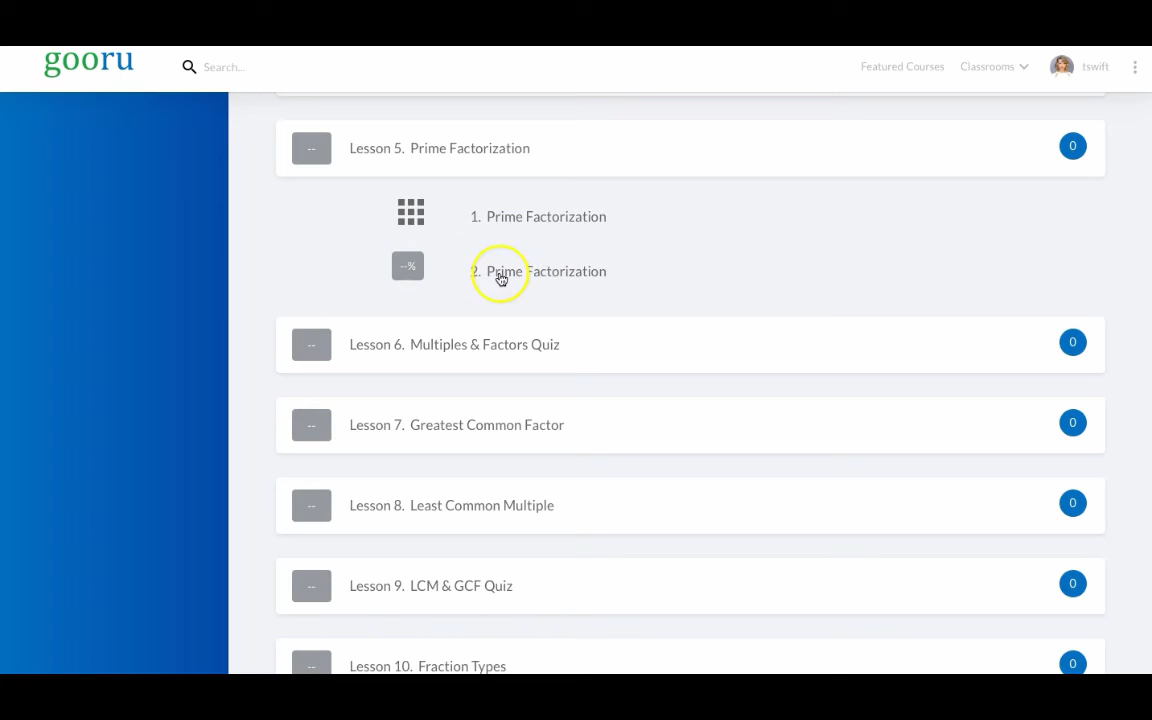 gooru
Search...
Featured Courses
Classrooms
tswift
-- Lesson 5. Prime Factorization 0
1. Prime Factorization
--% 2. Prime Factorization
-- Lesson 6. Multiples & Factors Quiz 0
-- Lesson 7. Greatest Common Factor 0
-- Lesson 8. Least Common Multiple 0
-- Lesson 9. LCM & GCF Quiz 0
-- Lesson 10. Fraction Types 0